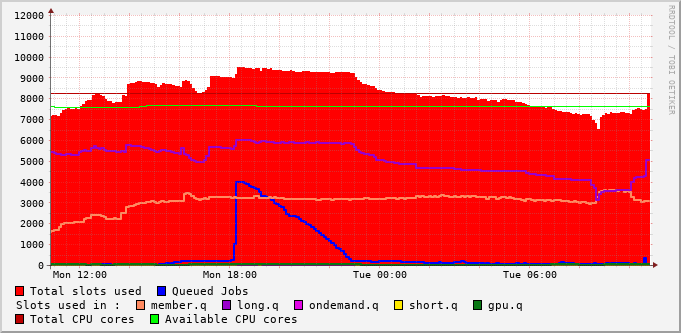 12000
11000
10000
9000
8000
7000
6000
5000
4000
3000
2000
1000
0
Mon 12:00 Mon 18:00 Tue 00:00 Tue 06:00
RRDTOOL / TOBI OETIKER
Total slots used Queued Jobs
Slots used in : member.q long.q ondemand.q short.q gpu.q
Total CPU cores Available CPU cores